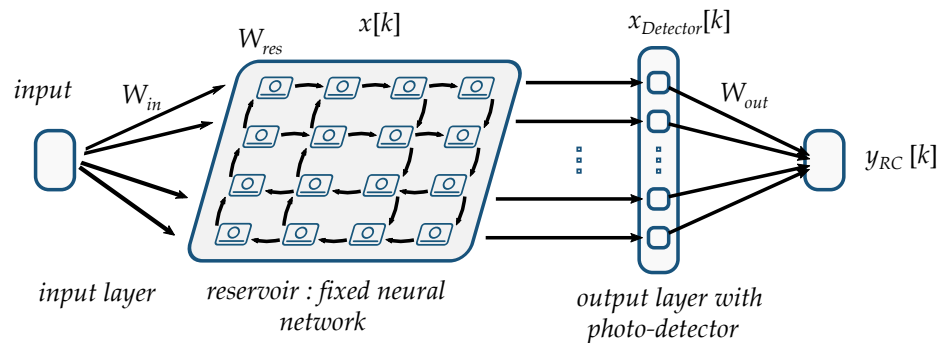 x[k]
x_Detector[k]
W_res
input
W_in
W_out
y_RC [k]
input layer
reservoir : fixed neural
network
output layer with
photo-detector